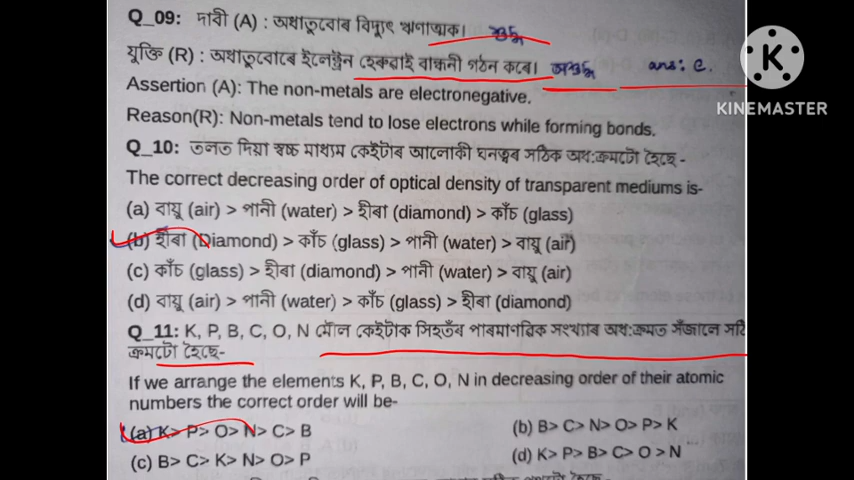 Q_09: দাবী (A) : অধাতুবোৰ বিদ্যুৎ ঋণাত্মক। শুদ্ধ
যুক্তি (R) : অধাতুবোৰে ইলেক্ট্ৰন হেৰুৱাই বান্ধনী গঠন কৰে। অশুদ্ধ ans: c.
Assertion (A): The non-metals are electronegative.
Reason(R): Non-metals tend to lose electrons while forming bonds.
Q_10: তলত দিয়া স্বচ্চ মাধ্যম কেইটাৰ আলোকী ঘনত্বৰ সঠিক অধ:ক্ৰমটো হৈছে -
The correct decreasing order of optical density of transparent mediums is-
(a) বায়ু (air) > পানী (water) > হীৰা (diamond) > কাঁচ (glass)
(b) হীৰা (Diamond) > কাঁচ (glass) > পানী (water) > বায়ু (air)
(c) কাঁচ (glass) > হীৰা (diamond) > পানী (water) > বায়ু (air)
(d) বায়ু (air) > পানী (water) > কাঁচ (glass) > হীৰা (diamond)
Q_11: K, P, B, C, O, N মৌল কেইটাক সিহতঁৰ পাৰমাণৱিক সংখ্যাৰ অধ:ক্ৰমত সঁজালে
ক্ৰমটো হৈছে-
If we arrange the elements K, P, B, C, O, N in decreasing order of their atomic
numbers the correct order will be-
(a) K> P> O> N> C> B (b) B> C> N> O> P> K
(c) B> C> K> N> O> P (d) K> P> B> C> O >N
K
KINEMASTER